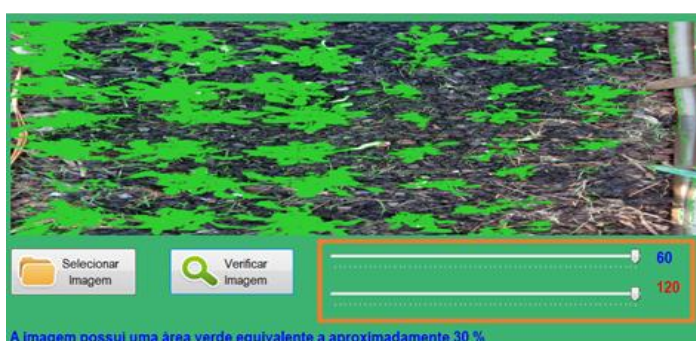 Selecionar
Imagem
Verificar
Imagem
60
120
A imagem possui uma área verde equivalente a aproximadamente 30 %